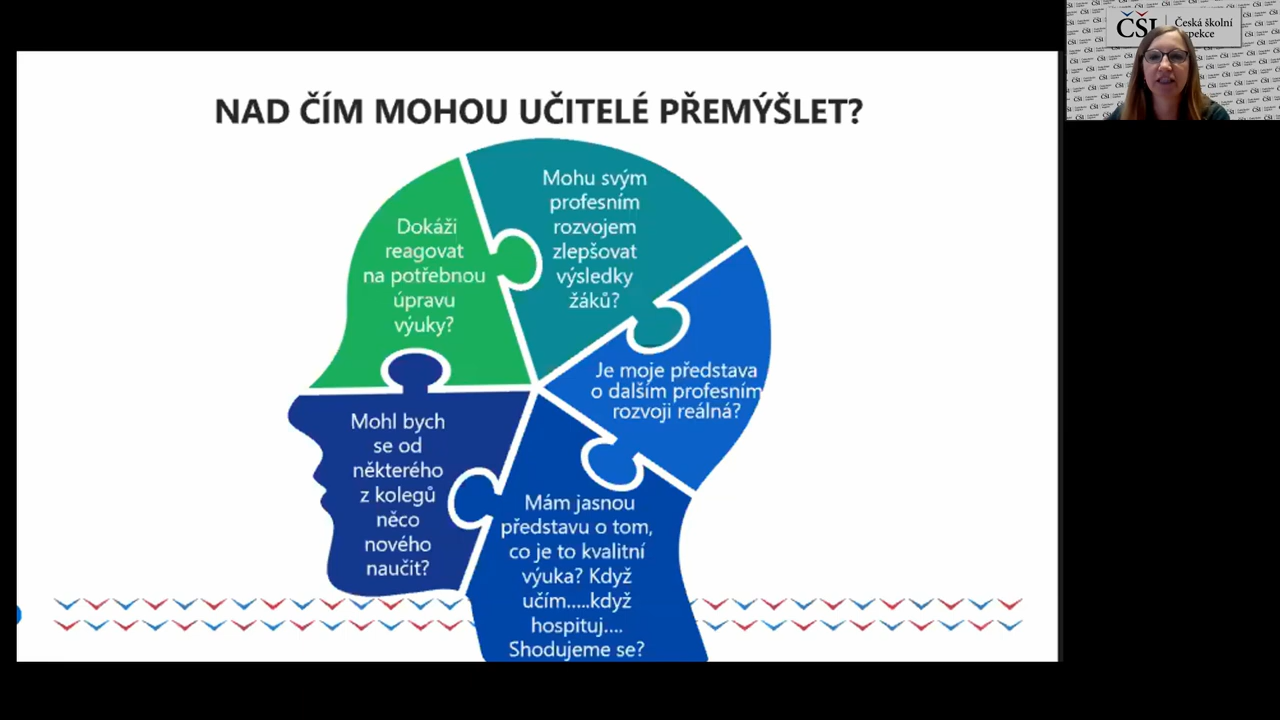 NAD ČÍM MOHOU UČITELÉ PŘEMÝŠLET?
Dokáži
reagovat
na potřebnou
úpravu
výuky?
Mohu svým
profesním
rozvojem
zlepšovat
výsledky
žáků?
Je moje představa
o dalším profesním
rozvoji reálná?
Mohl bych
se od
některého
z kolegů
něco
nového
naučit?
Mám jasnou
představu o tom,
co je to kvalitní
výuka? Když
učím.....když
hospituj....
Shodujeme se?
ČŠI
Česká školní